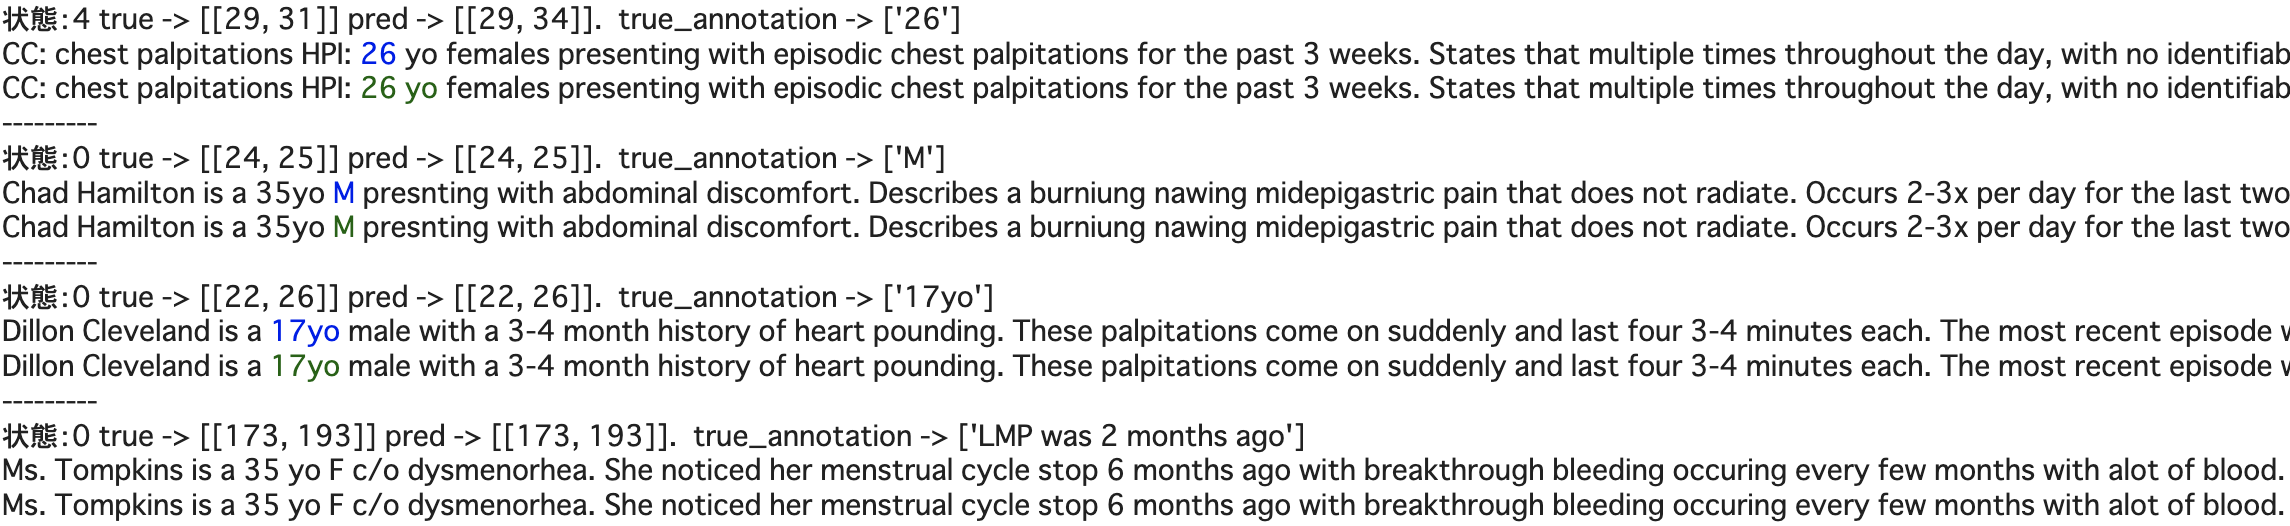 状態:4 true -> [[29, 31]] pred -> [[29, 34]].  true_annotation -> ['26']
CC: chest palpitations HPI: 26 yo females presenting with episodic chest palpitations for the past 3 weeks. States that multiple times throughout the day, with no identifiab
CC: chest palpitations HPI: 26 yo females presenting with episodic chest palpitations for the past 3 weeks. States that multiple times throughout the day, with no identifiab
---------
状態:0 true -> [[24, 25]] pred -> [[24, 25]].  true_annotation -> ['M']
Chad Hamilton is a 35yo M presnting with abdominal discomfort. Describes a burniung nawing midepigastric pain that does not radiate. Occurs 2-3x per day for the last two
Chad Hamilton is a 35yo M presnting with abdominal discomfort. Describes a burniung nawing midepigastric pain that does not radiate. Occurs 2-3x per day for the last two
---------
状態:0 true -> [[22, 26]] pred -> [[22, 26]].  true_annotation -> ['17yo']
Dillon Cleveland is a 17yo male with a 3-4 month history of heart pounding. These palpitations come on suddenly and last four 3-4 minutes each. The most recent episode w
Dillon Cleveland is a 17yo male with a 3-4 month history of heart pounding. These palpitations come on suddenly and last four 3-4 minutes each. The most recent episode w
---------
状態:0 true -> [[173, 193]] pred -> [[173, 193]].  true_annotation -> ['LMP was 2 months ago']
Ms. Tompkins is a 35 yo F c/o dysmenorhea. She noticed her menstrual cycle stop 6 months ago with breakthrough bleeding occuring every few months with alot of blood.
Ms. Tompkins is a 35 yo F c/o dysmenorhea. She noticed her menstrual cycle stop 6 months ago with breakthrough bleeding occuring every few months with alot of blood.